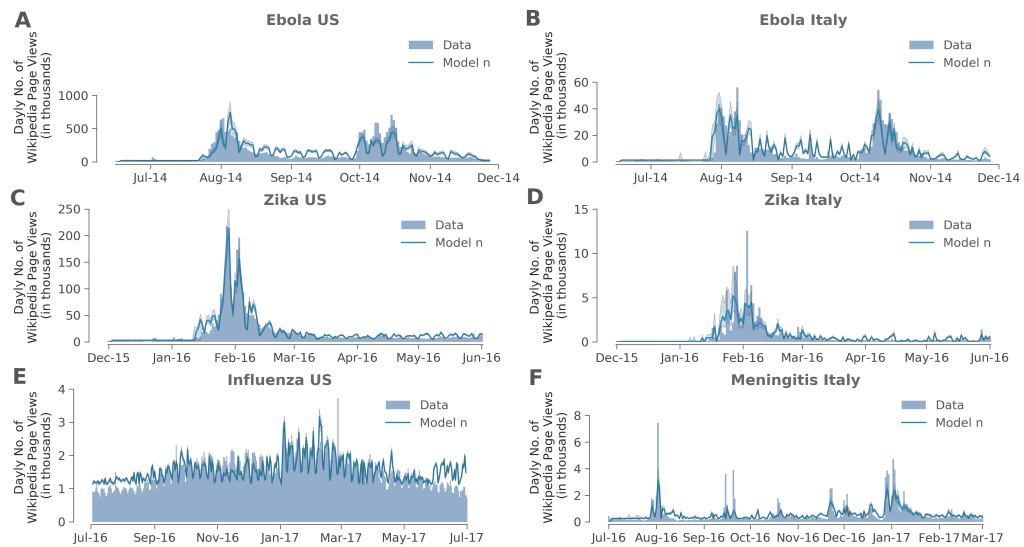 A
Ebola US
Dayly No. of
Wikipedia Page Views
(in thousands)
Data
Model n
1000
500
0
Jul-14 Aug-14 Sep-14 Oct-14 Nov-14 Dec-14
B
Ebola Italy
Dayly No. of
Wikipedia Page Views
(in thousands)
Data
Model n
60
40
20
0
Jul-14 Aug-14 Sep-14 Oct-14 Nov-14 Dec-14
C
Zika US
Dayly No. of
Wikipedia Page Views
(in thousands)
Data
Model n
250
200
150
100
50
0
Dec-15 Jan-16 Feb-16 Mar-16 Apr-16 May-16 Jun-16
D
Zika Italy
Dayly No. of
Wikipedia Page Views
(in thousands)
Data
Model n
15
10
5
0
Dec-15 Jan-16 Feb-16 Mar-16 Apr-16 May-16 Jun-16
E
Influenza US
Dayly No. of
Wikipedia Page Views
(in thousands)
Data
Model n
4
3
2
1
0
Jul-16 Sep-16 Nov-16 Jan-17 Mar-17 May-17 Jul-17
F
Meningitis Italy
Dayly No. of
Wikipedia Page Views
(in thousands)
Data
Model n
8
6
4
2
0
Jul-16 Aug-16 Sep-16 Oct-16 Nov-16 Dec-16 Jan-17 Feb-17 Mar-17